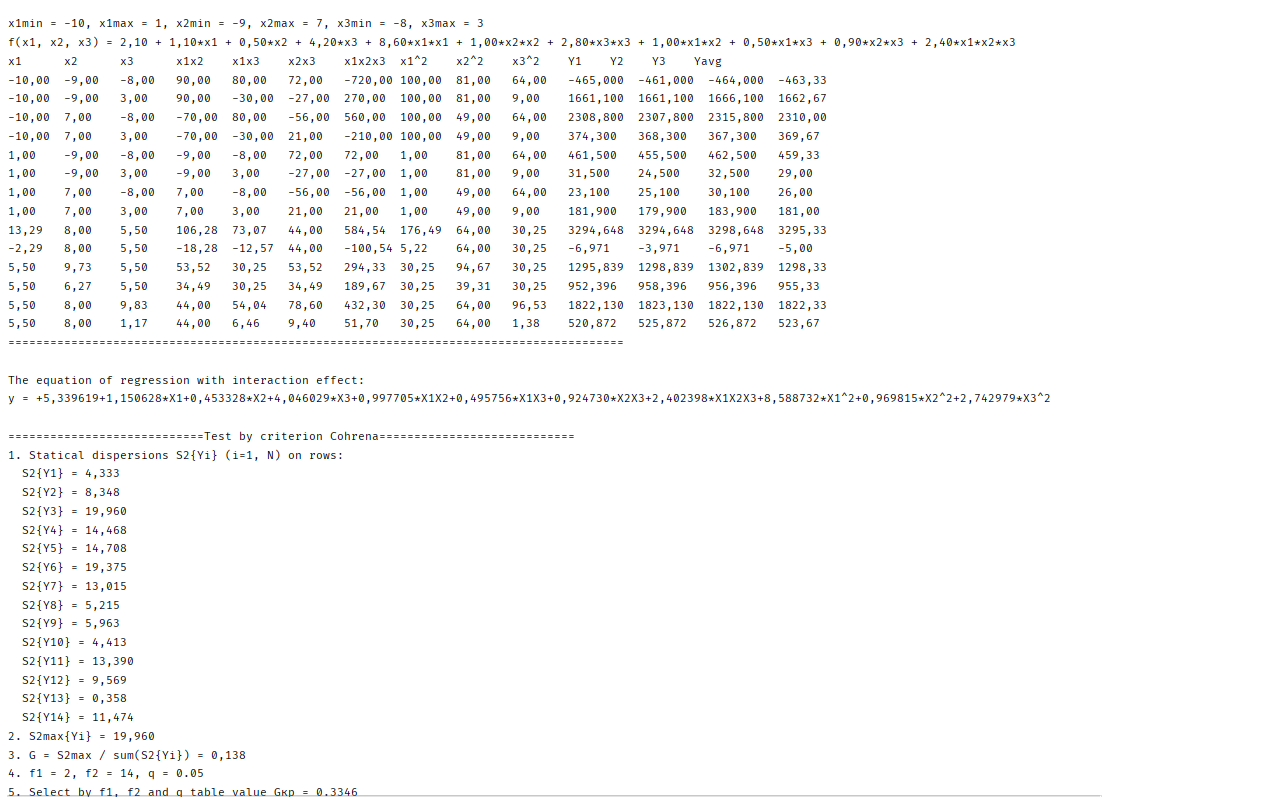 x1min = -10, x1max = 1, x2min = -9, x2max = 7, x3min = -8, x3max = 3
f(x1, x2, x3) = 2,10 + 1,10*x1 + 0,50*x2 + 4,20*x3 + 8,60*x1*x1 + 1,00*x2*x2 + 2,80*x3*x3 + 1,00*x1*x2 + 0,50*x1*x3 + 0,90*x2*x3 + 2,40*x1*x2*x3
x1 x2 x3 x1x2 x1x3 x2x3 x1x2x3 x1^2 x2^2 x3^2 Y1 Y2 Y3 Yavg
-10,00 -9,00 -8,00 90,00 80,00 72,00 -720,00 100,00 81,00 64,00 -465,000 -461,000 -464,000 -463,33
-10,00 -9,00 3,00 90,00 -30,00 -27,00 270,00 100,00 81,00 9,00 1661,100 1661,100 1666,100 1662,67
-10,00 7,00 -8,00 -70,00 80,00 -56,00 560,00 100,00 49,00 64,00 2308,800 2307,800 2315,800 2310,00
-10,00 7,00 3,00 -70,00 -30,00 21,00 -210,00 100,00 49,00 9,00 374,300 368,300 367,300 369,67
1,00 -9,00 -8,00 -9,00 -8,00 72,00 72,00 1,00 81,00 64,00 461,500 455,500 462,500 459,33
1,00 -9,00 3,00 -9,00 3,00 -27,00 -27,00 1,00 81,00 9,00 31,500 24,500 32,500 29,00
1,00 7,00 -8,00 7,00 -8,00 -56,00 -56,00 1,00 49,00 64,00 23,100 25,100 30,100 26,00
1,00 7,00 3,00 7,00 3,00 21,00 21,00 1,00 49,00 9,00 181,900 179,900 183,900 181,00
13,29 8,00 5,50 106,28 73,07 44,00 584,54 176,49 64,00 30,25 3294,648 3294,648 3298,648 3295,33
-2,29 8,00 5,50 -18,28 -12,57 44,00 -100,54 5,22 64,00 30,25 -6,971 -3,971 -6,971 -5,00
5,50 9,73 5,50 53,52 30,25 53,52 294,33 30,25 94,67 30,25 1295,839 1298,839 1302,839 1298,33
5,50 6,27 5,50 34,49 30,25 34,49 189,67 30,25 39,31 30,25 952,396 958,396 956,396 955,33
5,50 8,00 9,83 44,00 54,04 78,60 432,30 30,25 64,00 96,53 1822,130 1823,130 1822,130 1822,33
5,50 8,00 1,17 44,00 6,46 9,40 51,70 30,25 64,00 1,38 520,872 525,872 526,872 523,67
========================================================================================
The equation of regression with interaction effect:
y = +5,339619+1,150628*X1+0,453328*X2+4,046029*X3+0,997705*X1X2+0,495756*X1X3+0,924730*X2X3+2,402398*X1X2X3+8,588732*X1^2+0,969815*X2^2+2,742979*X3^2
============================Test by criterion Cohrena============================
1. Statical dispersions S2{Yi} (i=1, N) on rows:
S2{Y1} = 4,333
S2{Y2} = 8,348
S2{Y3} = 19,960
S2{Y4} = 14,468
S2{Y5} = 14,708
S2{Y6} = 19,375
S2{Y7} = 13,015
S2{Y8} = 5,215
S2{Y9} = 5,963
S2{Y10} = 4,413
S2{Y11} = 13,390
S2{Y12} = 9,569
S2{Y13} = 0,358
S2{Y14} = 11,474
2. S2max{Yi} = 19,960
3. G = S2max / sum(S2{Yi}) = 0,138
4. f1 = 2, f2 = 14, q = 0.05
5. Select by f1, f2 and q table value Gкр = 0.3346